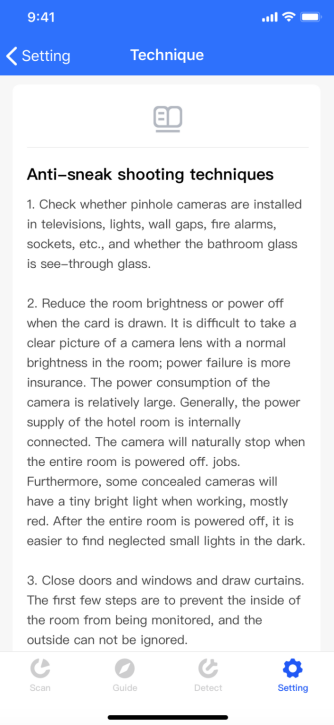 9:41
Setting
Technique
Anti-sneak shooting techniques
1. Check whether pinhole cameras are installed
in televisions, lights, wall gaps, fire alarms,
sockets, etc., and whether the bathroom glass
is see-through glass.
2. Reduce the room brightness or power off
when the card is drawn. It is difficult to take a
clear picture of a camera lens with a normal
brightness in the room; power failure is more
insurance. The power consumption of the
camera is relatively large. Generally, the power
supply of the hotel room is internally
connected. The camera will naturally stop when
the entire room is powered off. jobs.
Furthermore, some concealed cameras will
have a tiny bright light when working, mostly
red. After the entire room is powered off, it is
easier to find neglected small lights in the dark.
3. Close doors and windows and draw curtains.
The first few steps are to prevent the inside of
the room from being monitored, and the
outside can not be ignored.
Scan
Guide
Detect
Setting